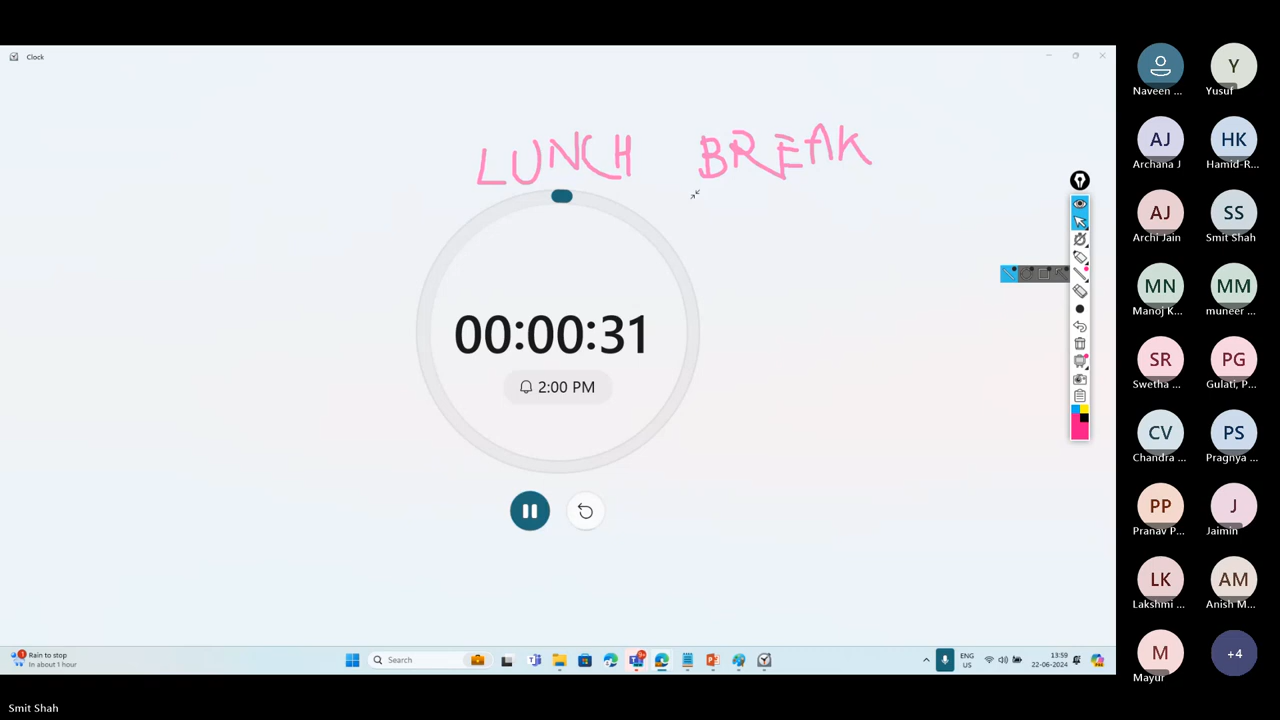 Clock
LUNCH BREAK
00:00:31
2:00 PM
Naveen ...
Y
Yusuf
AJ
Archana J
HK
Hamid-R...
AJ
Archi Jain
SS
Smit Shah
MN
Manoj K...
MM
muneer ...
SR
Swetha ...
PG
Gulati, P...
CV
Chandra ...
PS
Pragnya ...
PP
Pranav P...
J
Jaimin
LK
Lakshmi ...
AM
Anish M...
M
Mayur
+4
Rain to stop
In about 1 hour
Search
ENG
US
13:59
22-06-2024
Smit Shah